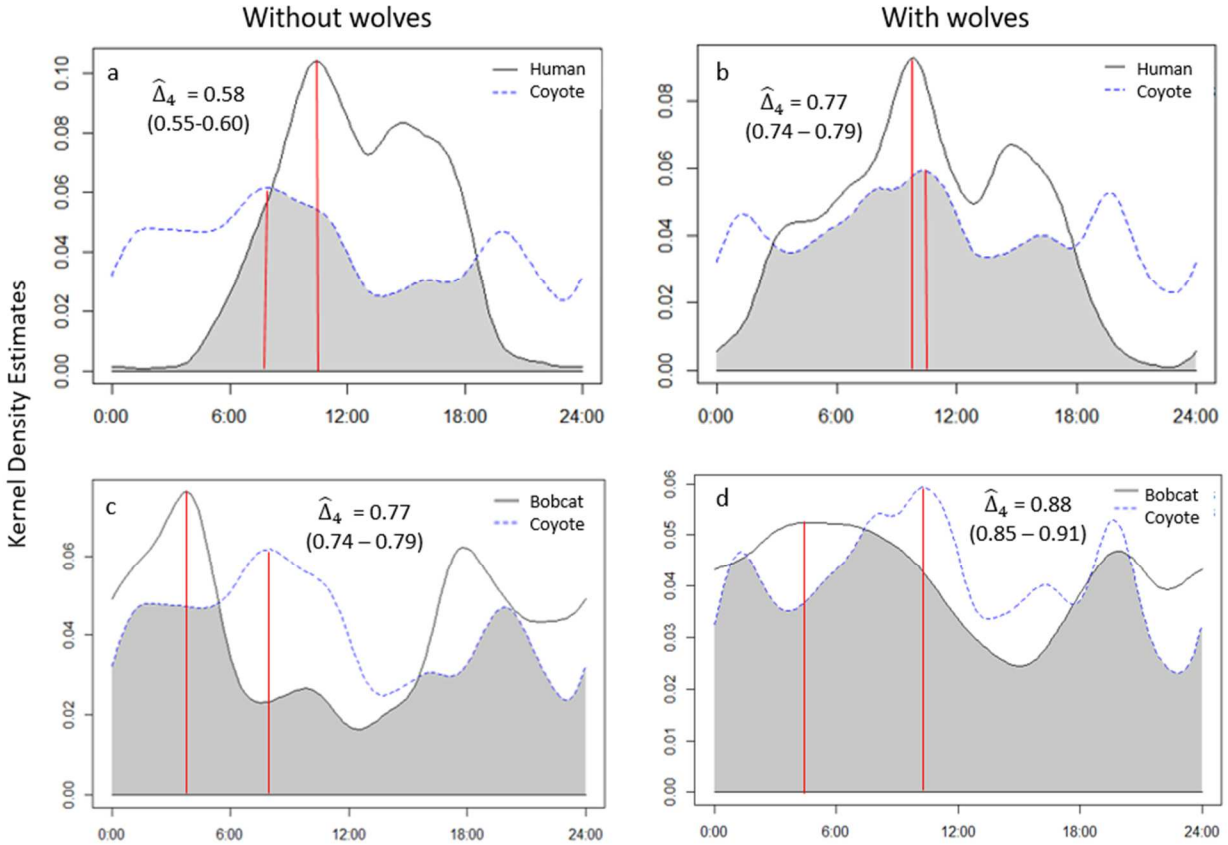 Without wolves
With wolves
Kernel Density Estimates
a
Δ̂₄ = 0.58
(0.55-0.60)
Human
Coyote
0.10
0.08
0.06
0.04
0.02
0.00
0:00 6:00 12:00 18:00 24:00
b
Δ̂₄ = 0.77
(0.74 – 0.79)
Human
Coyote
0.08
0.06
0.04
0.02
0.00
0:00 6:00 12:00 18:00 24:00
c
Δ̂₄ = 0.77
(0.74 – 0.79)
Bobcat
Coyote
0.06
0.04
0.02
0.00
0:00 6:00 12:00 18:00 24:00
d
Δ̂₄ = 0.88
(0.85 – 0.91)
Bobcat
Coyote
0.06
0.05
0.04
0.03
0.02
0.01
0.00
0:00 6:00 12:00 18:00 24:00